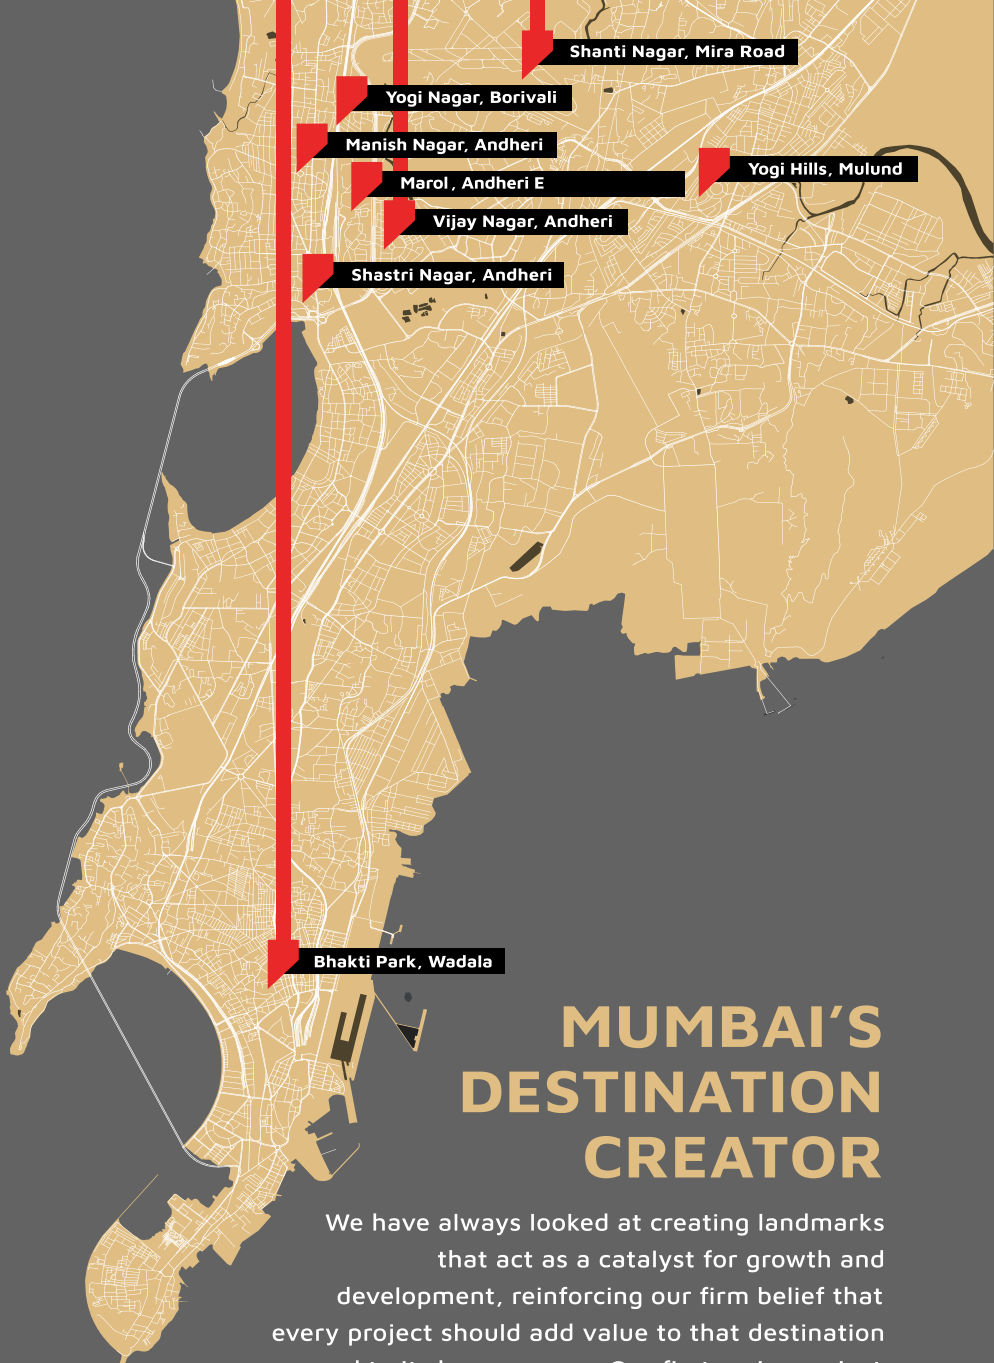 Shanti Nagar, Mira Road
Yogi Nagar, Borivali
Manish Nagar, Andheri
Yogi Hills, Mulund
Marol, Andheri E
Vijay Nagar, Andheri
Shastri Nagar, Andheri
Bhakti Park, Wadala
MUMBAI’S
DESTINATION
CREATOR
We have always looked at creating landmarks
that act as a catalyst for growth and
development, reinforcing our firm belief that
every project should add value to that destination